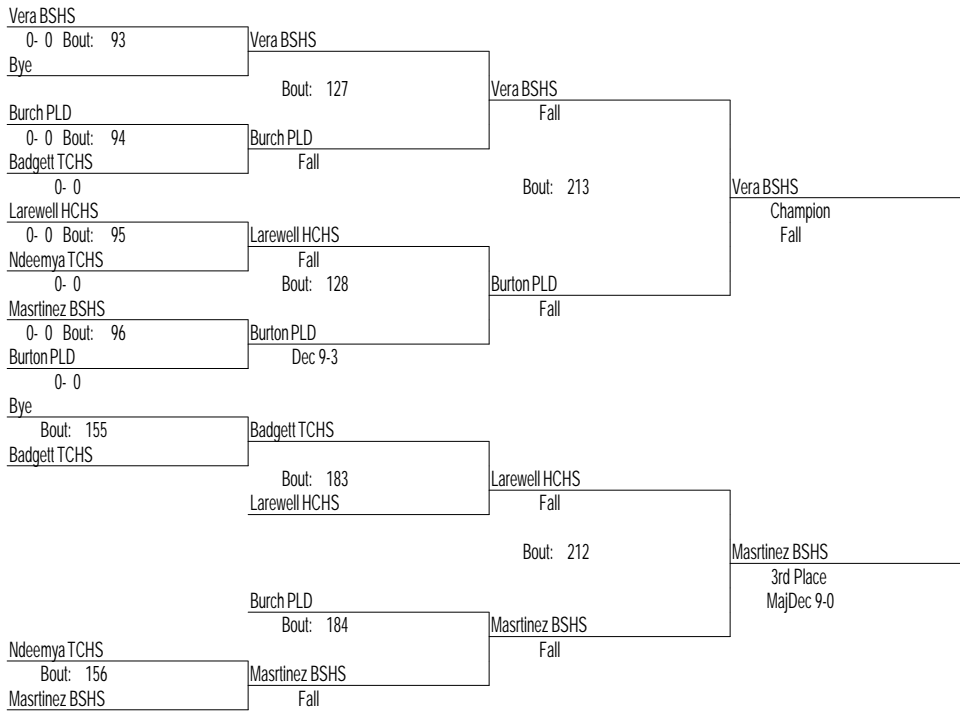 Vera BSHS
0- 0 Bout: 93
Bye
Vera BSHS
Bout: 127
Vera BSHS
Fall
Burch PLD
0- 0 Bout: 94
Badgett TCHS
0- 0
Burch PLD
Fall
Bout: 213
Vera BSHS
Champion
Fall
Larewell HCHS
0- 0 Bout: 95
Ndeemya TCHS
0- 0
Larewell HCHS
Fall
Bout: 128
Burton PLD
Fall
Masrtinez BSHS
0- 0 Bout: 96
Burton PLD
0- 0
Burton PLD
Dec 9-3
Bye
Bout: 155
Badgett TCHS
Badgett TCHS
Bout: 183
Larewell HCHS
Larewell HCHS
Fall
Bout: 212
Masrtinez BSHS
3rd Place
MajDec 9-0
Burch PLD
Bout: 184
Masrtinez BSHS
Fall
Ndeemya TCHS
Bout: 156
Masrtinez BSHS
Masrtinez BSHS
Fall